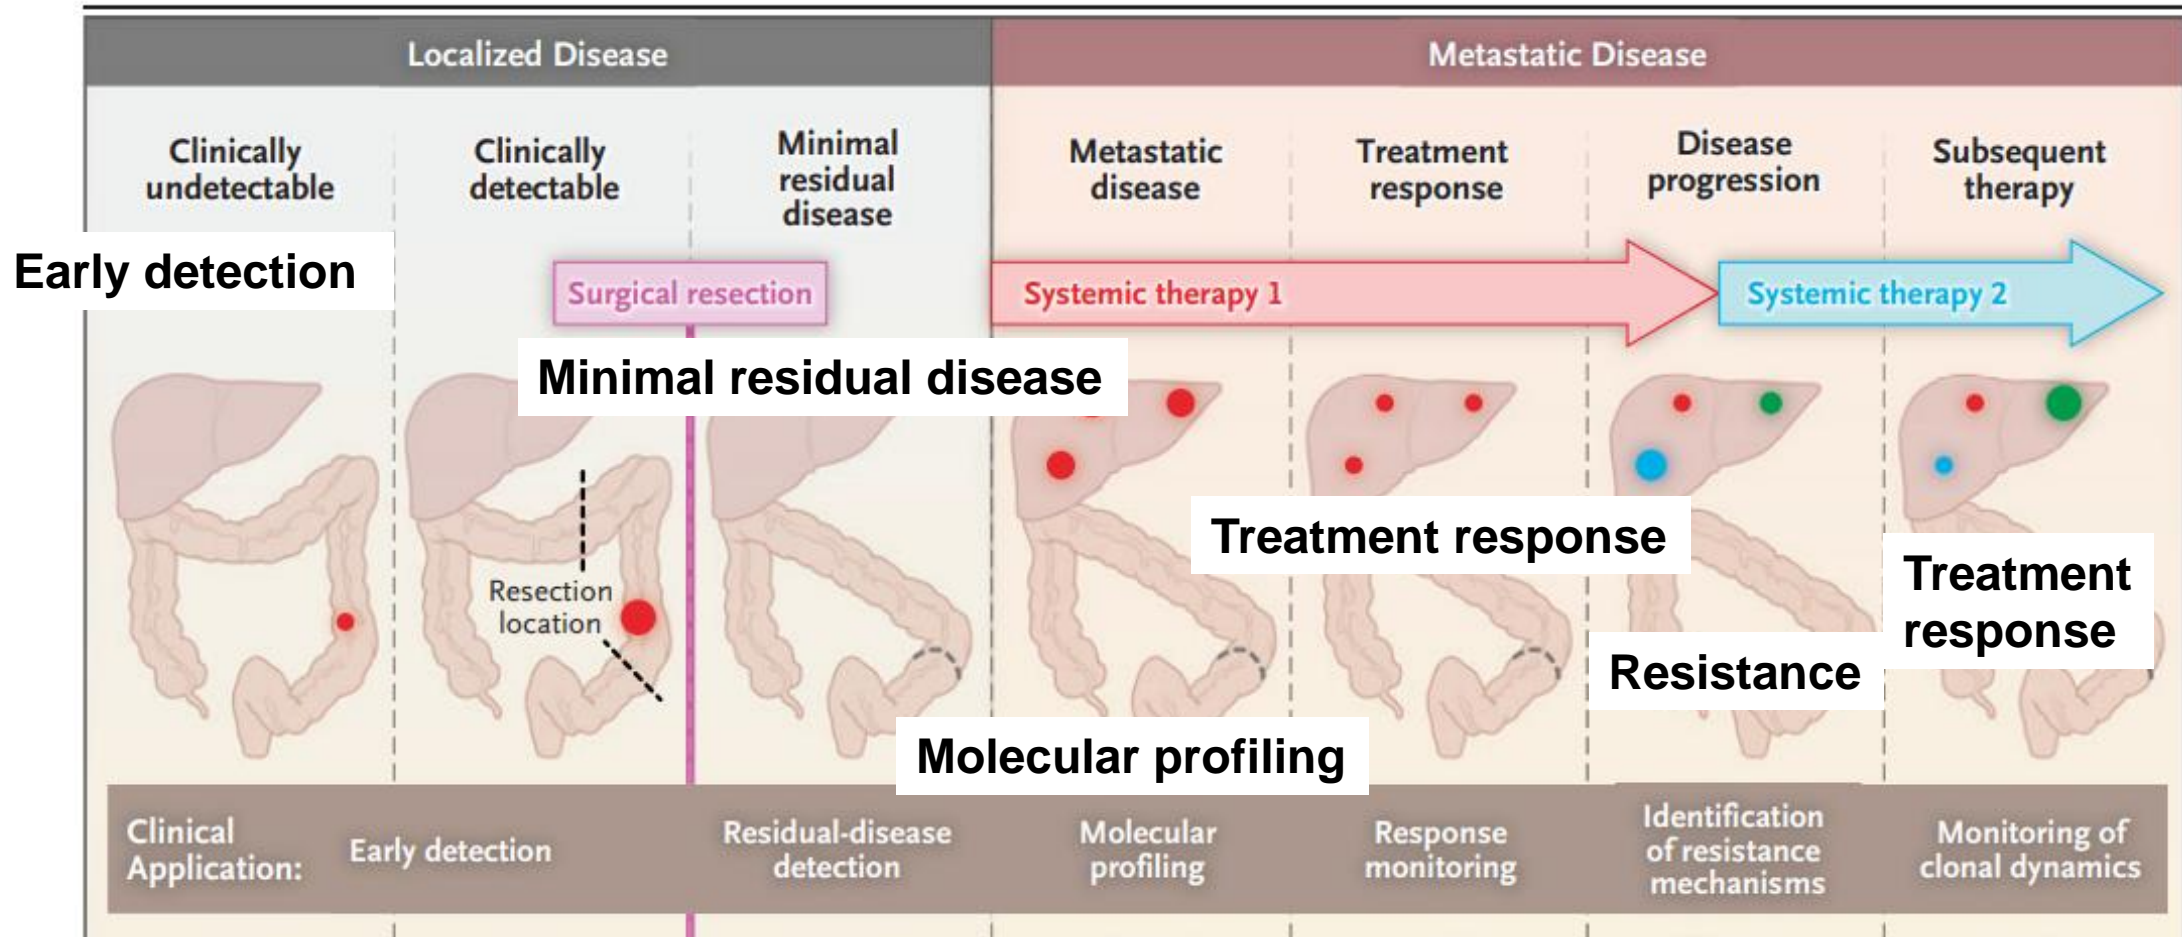 Localized Disease
Metastatic Disease
Clinically
undetectable
Clinically
detectable
Minimal
residual
disease
Metastatic
disease
Treatment
response
Disease
progression
Subsequent
therapy
Early detection
Surgical resection
Systemic therapy 1
Systemic therapy 2
Minimal residual disease
Treatment response
Treatment
response
Resection
location
Resistance
Molecular profiling
Clinical
Application:
Early detection
Residual-disease
detection
Molecular
profiling
Response
monitoring
Identification
of resistance
mechanisms
Monitoring of
clonal dynamics